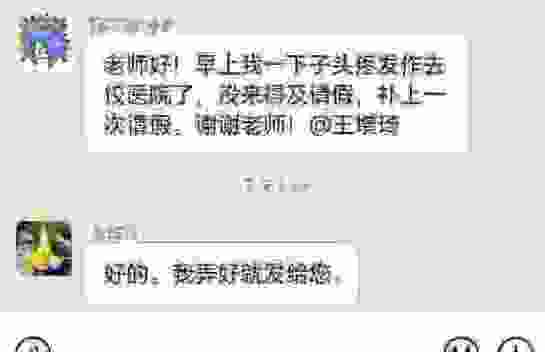 老师好！早上我一下子头疼发作去
校医院了，没来得及请假，补上一
次请假。谢谢老师！@王增琦
好的。我弄好就发给您。